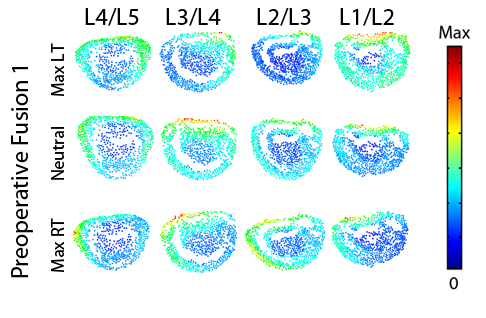 L4/L5 L3/L4 L2/L3 L1/L2
Max
Preoperative Fusion 1
Max LT
Neutral
Max RT
0